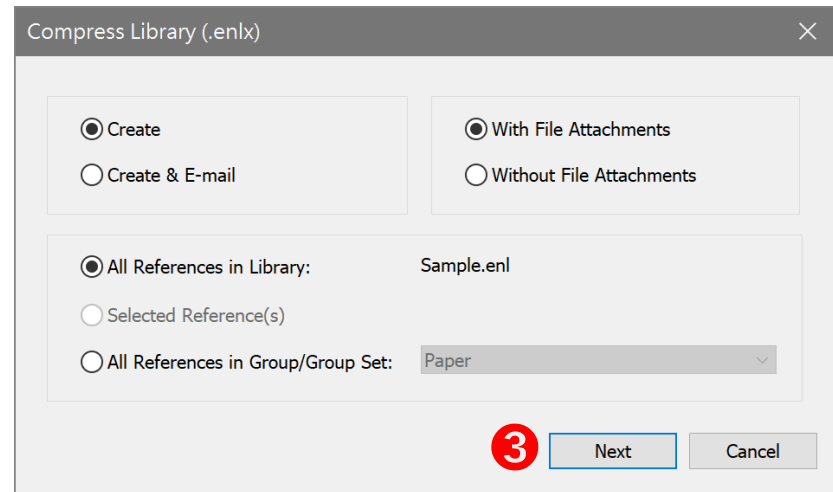 Compress Library (.enlx)
Create
With File Attachments
Create & E-mail
Without File Attachments
All References in Library:
Sample.enl
Selected Reference(s)
All References in Group/Group Set:
Paper
3
Next
Cancel